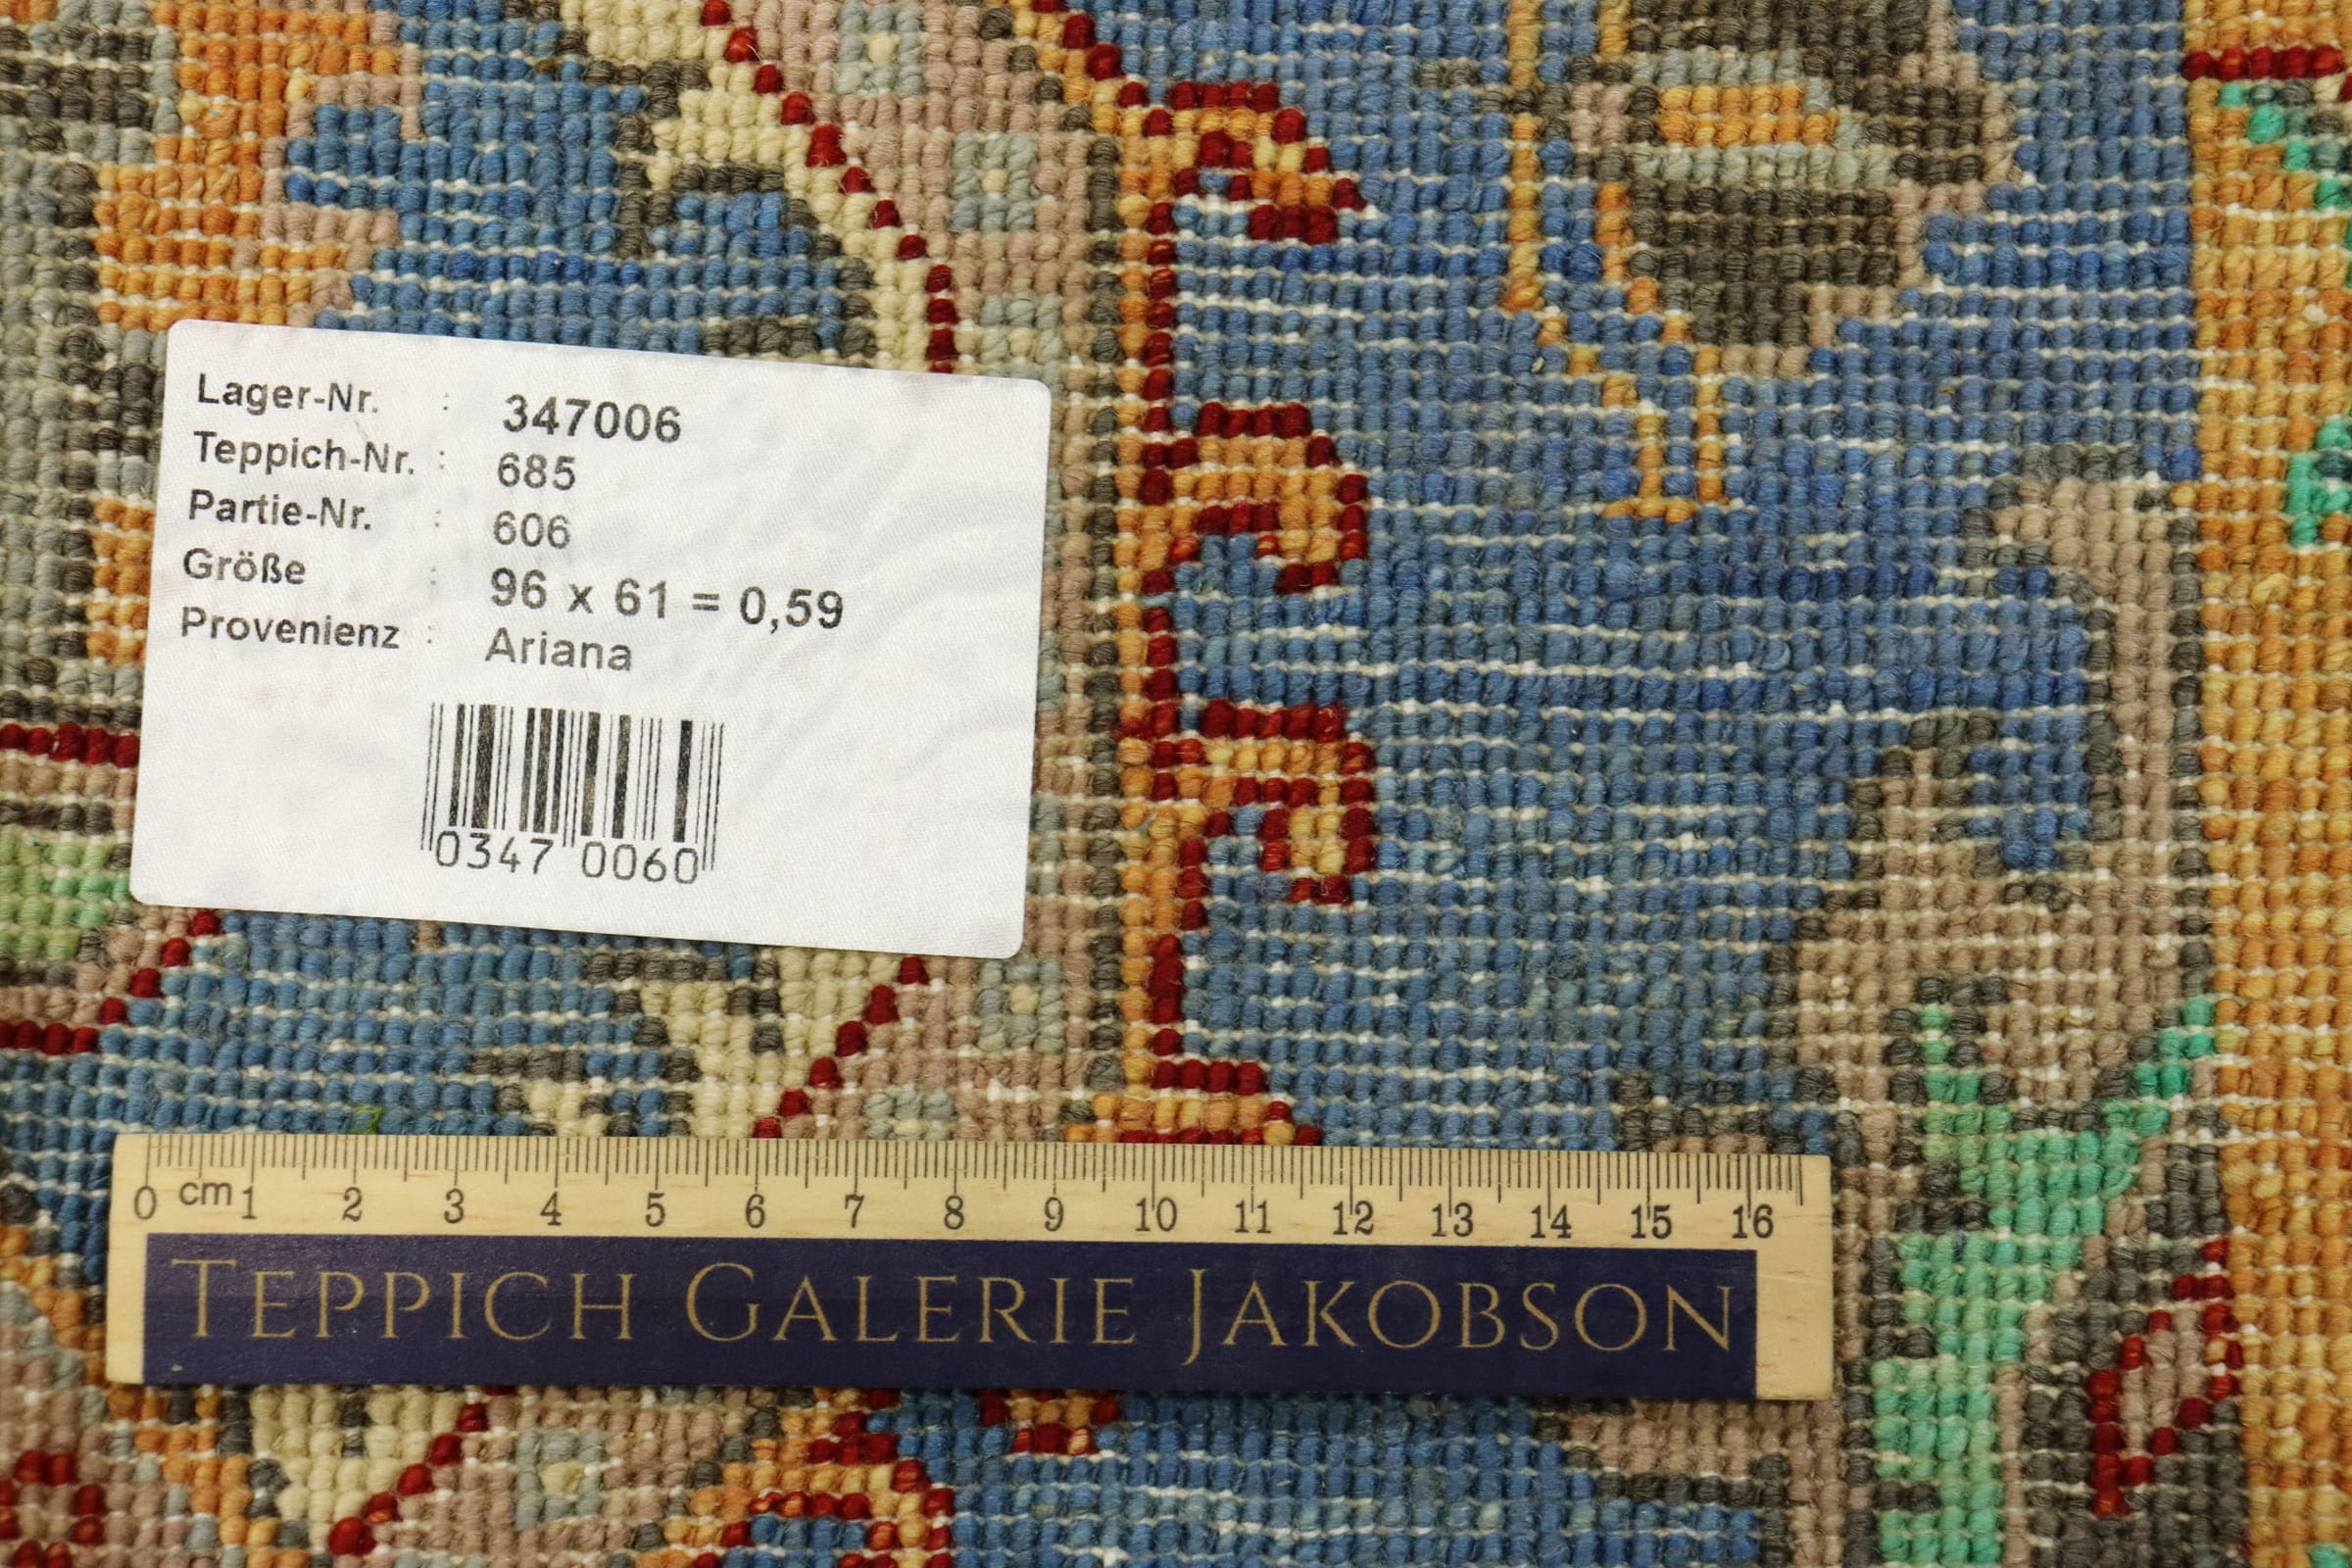 Lager-Nr. : 347006
Teppich-Nr. : 685
Partie-Nr. : 606
Größe : 96 x 61 = 0,59
Provenienz : Ariana
0347 0060
0 cm 1 2 3 4 5 6 7 8 9 10 11 12 13 14 15 16
TEPPICH GALERIE JAKOBSON